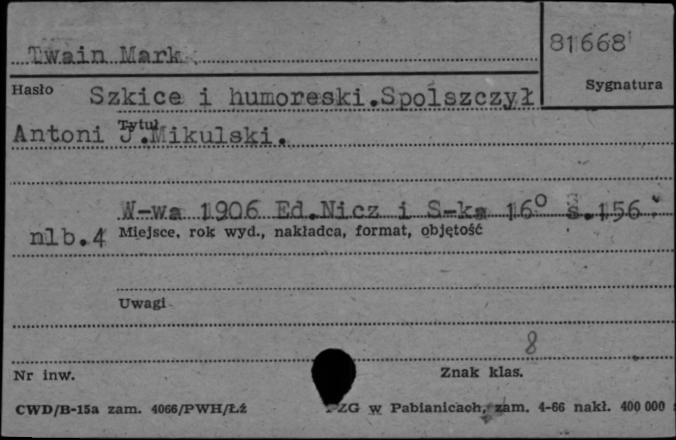 Twain Mark
81668
Hasło
Sygnatura
Szkice i humoreski.Spolszczył
Tytuł
Antoni J.Mikulski.
W-wa 1906 Ed.Nicz i S-ka 16° s.156
nlb.4 Miejsce, rok wyd., nakładca, format, objętość
Uwagi
8
Nr inw.
Znak klas.
CWD/B-15a zam. 4066/PWH/Łź
PZG w Pabianicach, zam. 4-66 nakł. 400 000